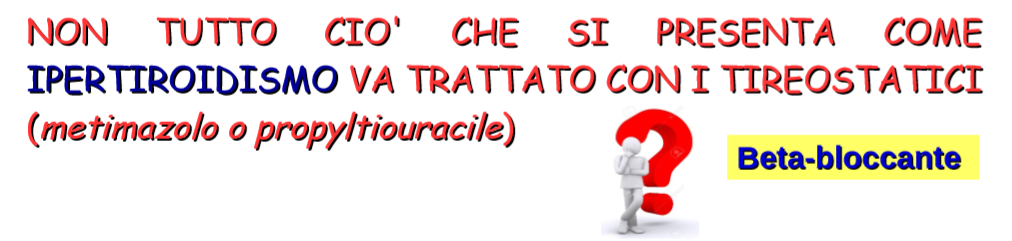 NON TUTTO CIO' CHE SI PRESENTA COME
IPERTIROIDISMO VA TRATTATO CON I TIREOSTATICI
(metimazolo o propyltiouracile)
Beta-bloccante